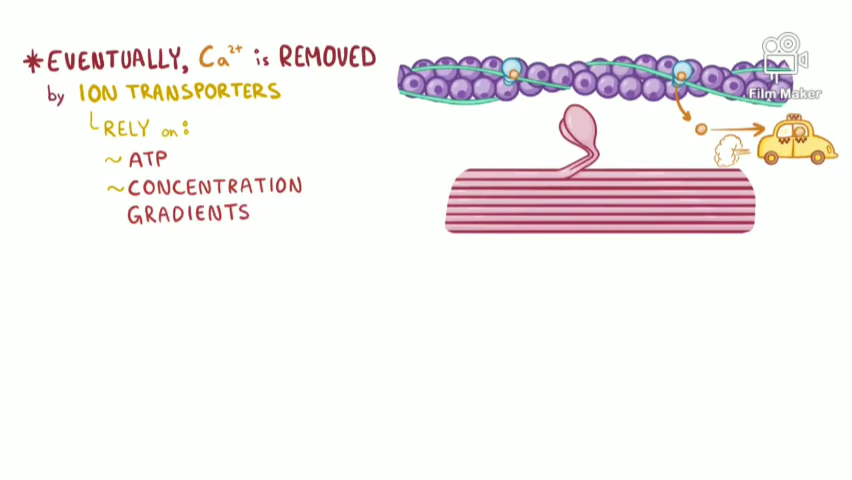 *EVENTUALLY, Ca²⁺ is REMOVED
by ION TRANSPORTERS
RELY on:
~ ATP
~ CONCENTRATION
GRADIENTS
Film Maker